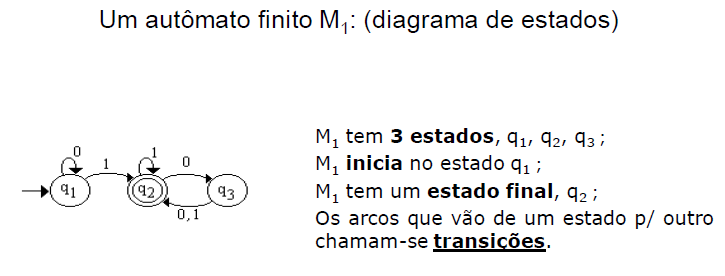 Um autômato finito M₁: (diagrama de estados)
0
1
1
0
q₁
q₂
q₃
0,1
M₁ tem 3 estados, q₁, q₂, q₃ ;
M₁ inicia no estado q₁ ;
M₁ tem um estado final, q₂ ;
Os arcos que vão de um estado p/ outro
chamam-se transições.